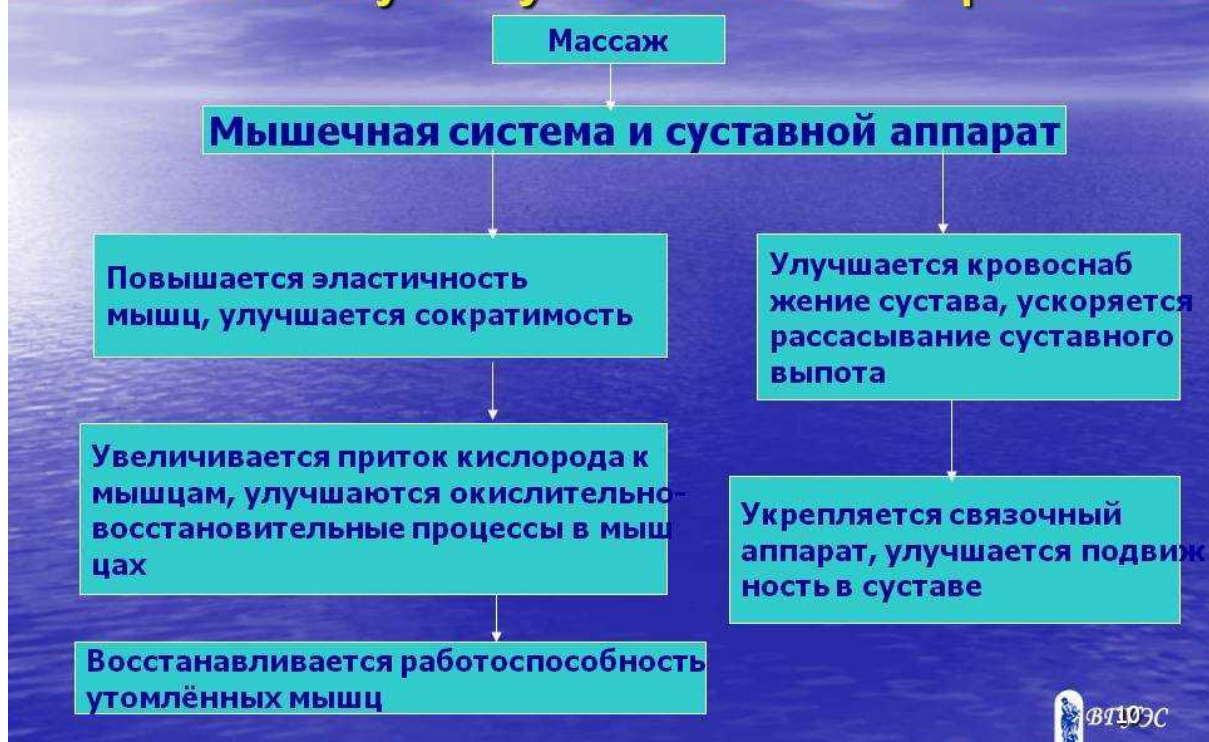 Массаж
Мышечная система и суставной аппарат
Повышается эластичность
мышц, улучшается сократимость
Увеличивается приток кислорода к
мышцам, улучшаются окислительно-
восстановительные процессы в мыш
цах
Восстанавливается работоспособность
утомлённых мышц
Улучшается кровоснаб
жение сустава, ускоряется
рассасывание суставного
выпота
Укрепляется связочный
аппарат, улучшается подвиж
ность в суставе
10